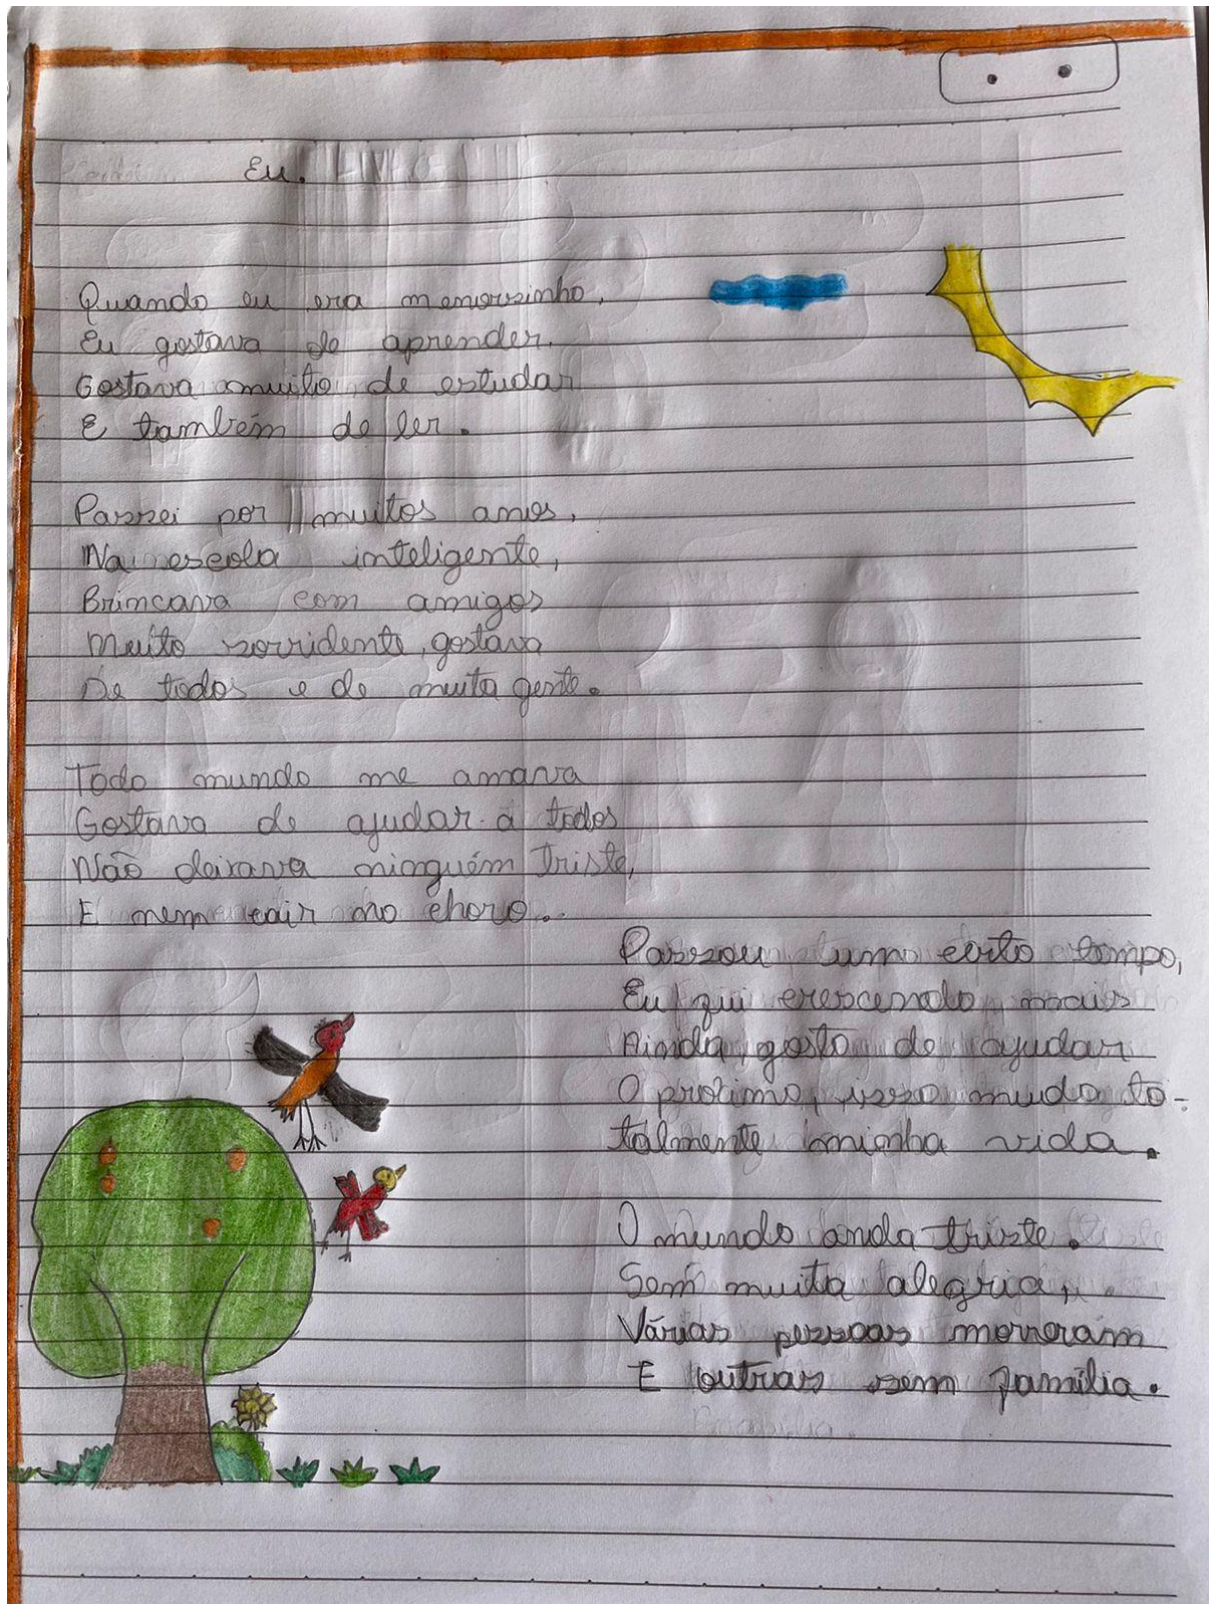 Eu.
Quando eu era menorzinho,
Eu gostava de aprender.
Gostava muito de estudar
E também de ler.
Passei por muitos anos,
Na escola inteligente,
Brincava com amigos
Muito sorridente, gostava
De todos e de muita gente.
Todo mundo me amava
Gostava de ajudar a todos
Não deixava ninguém triste,
E nem cair no choro.
Passou um certo tempo,
Eu fui crescendo mais
Ainda gosto de ajudar
O proximo, isso muda to-
talmente minha vida.
O mundo anda triste.
Sem muita alegria,
Várias pessoas morreram
E outras sem família.